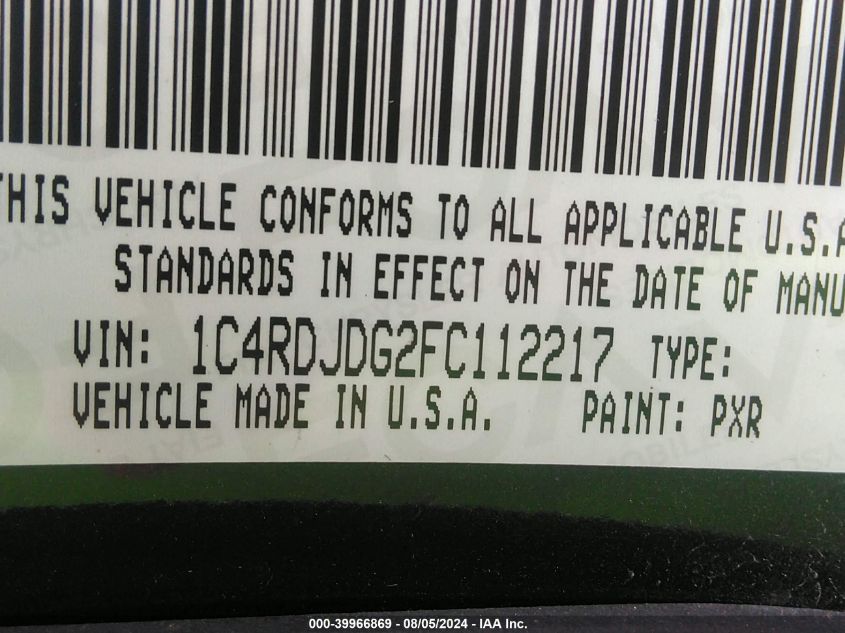 THIS VEHICLE CONFORMS TO ALL APPLICABLE U.S.A
STANDARDS IN EFFECT ON THE DATE OF MANU
VIN: 1C4RDJDG2FC112217 TYPE:
VEHICLE MADE IN U.S.A. PAINT: PXR
000-39966869 - 08/05/2024 - IAA Inc.